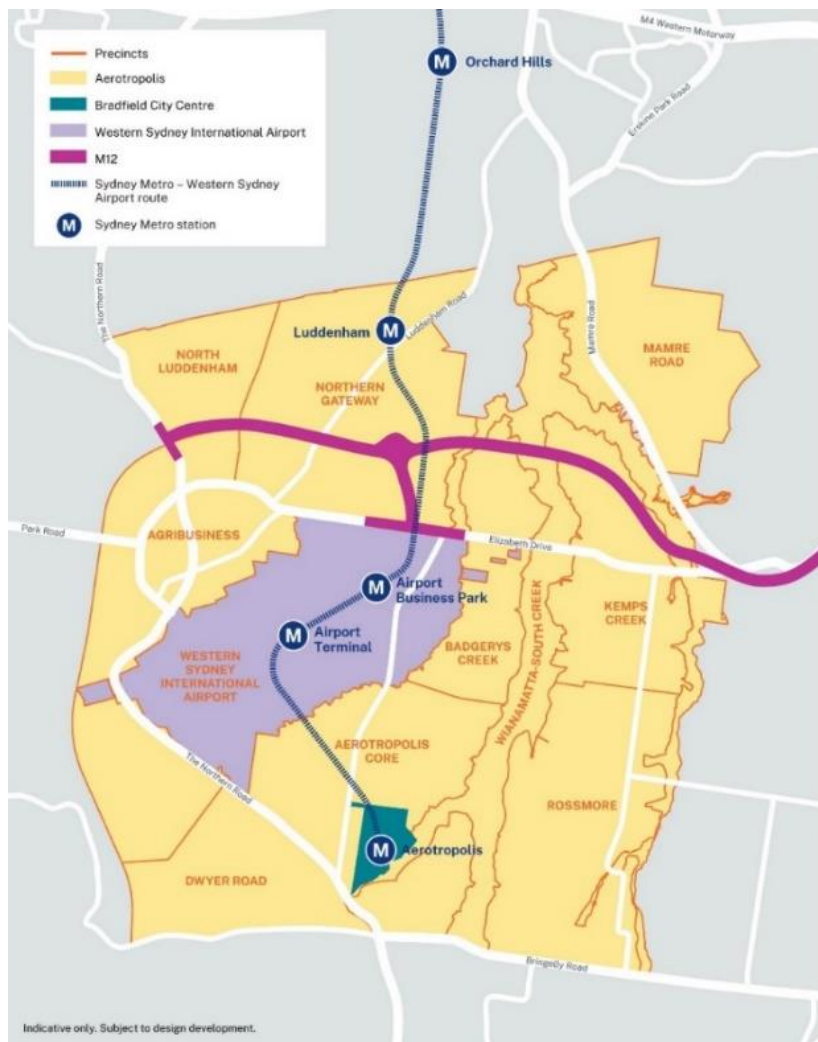 Precincts
Aerotropolis
Bradfield City Centre
Western Sydney International Airport
M12
Sydney Metro – Western Sydney
Airport route
M
Sydney Metro station
M4 Western Motorway
M
Orchard Hills
Erskine Park Road
The Northern Road
Luddenham
M
Luddenham Road
Mamre Road
NORTH
LUDDENHAM
NORTHERN
GATEWAY
MAMRE
ROAD
Park Road
AGRIBUSINESS
Elizabeth Drive
M
Airport
Business Park
M
Airport
Terminal
KEMPS
CREEK
BADGERYS
CREEK
WIANAMATTA-SOUTH CREEK
WESTERN
SYDNEY
INTERNATIONAL
AIRPORT
AEROTROPOLIS
CORE
The Northern Road
ROSSMORE
M
Aerotropolis
DWYER ROAD
Bringelly Road
Indicative only. Subject to design development.